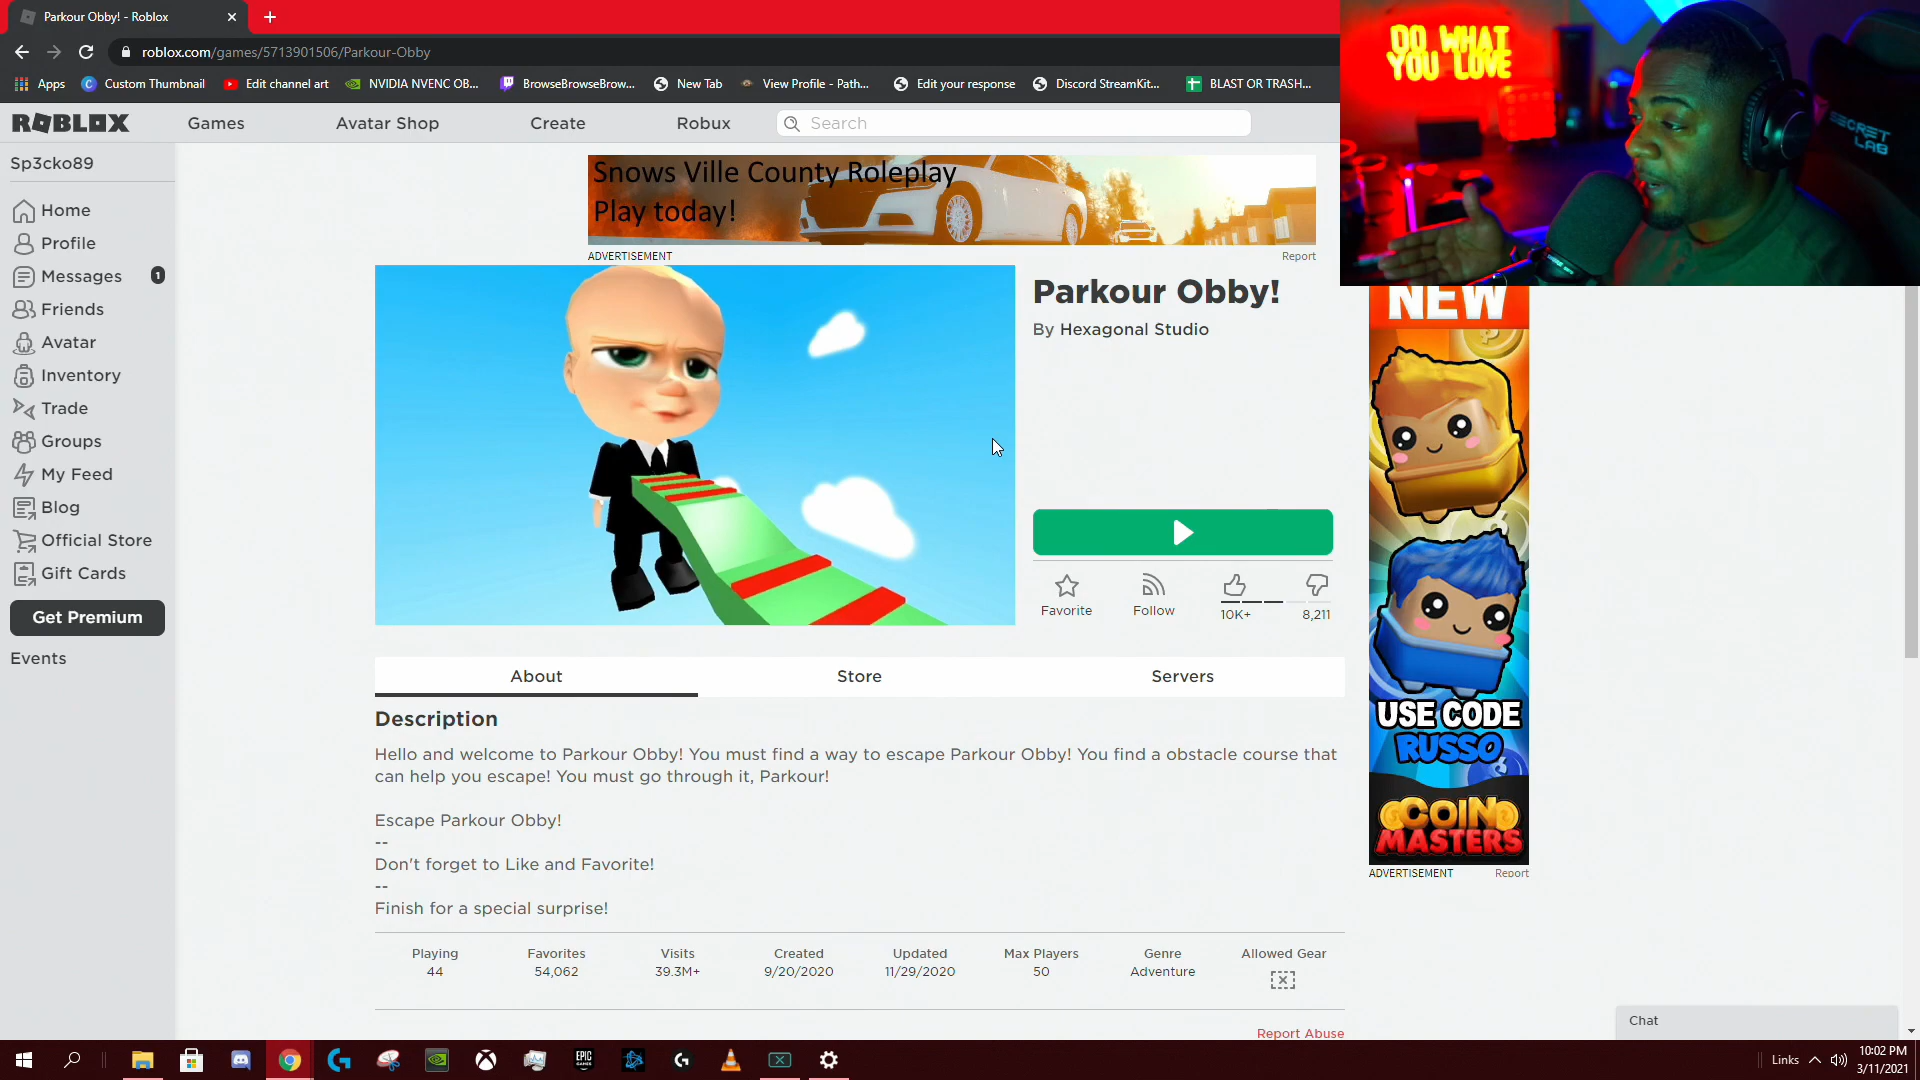 Parkour Obby! - Roblox
roblox.com/games/5713901506/Parkour-Obby
Apps
Custom Thumbnail
Edit channel art
NVIDIA NVENC OB...
BrowseBrowseBrow...
New Tab
View Profile - Path...
Edit your response
Discord StreamKit...
BLAST OR TRASH...
DO WHAT
YOU LOVE
SECRET
LAB
ROBLOX
Games
Avatar Shop
Create
Robux
Search
Sp3cko89
Home
Profile
Messages
1
Friends
Avatar
Inventory
Trade
Groups
My Feed
Blog
Official Store
Gift Cards
Get Premium
Events
Snows Ville County Roleplay
Play today!
ADVERTISEMENT
Report
Parkour Obby!
By Hexagonal Studio
Favorite
Follow
10K+
8,211
About
Store
Servers
Description
Hello and welcome to Parkour Obby! You must find a way to escape Parkour Obby! You find a obstacle course that
can help you escape! You must go through it, Parkour!
Escape Parkour Obby!
--
Don't forget to Like and Favorite!
--
Finish for a special surprise!
Playing
44
Favorites
54,062
Visits
39.3M+
Created
9/20/2020
Updated
11/29/2020
Max Players
50
Genre
Adventure
Allowed Gear
Report Abuse
NEW
USE CODE
RUSSO
COIN
MASTERS
ADVERTISEMENT
Report
Chat
EPIC
GAMES
Links
10:02 PM
3/11/2021